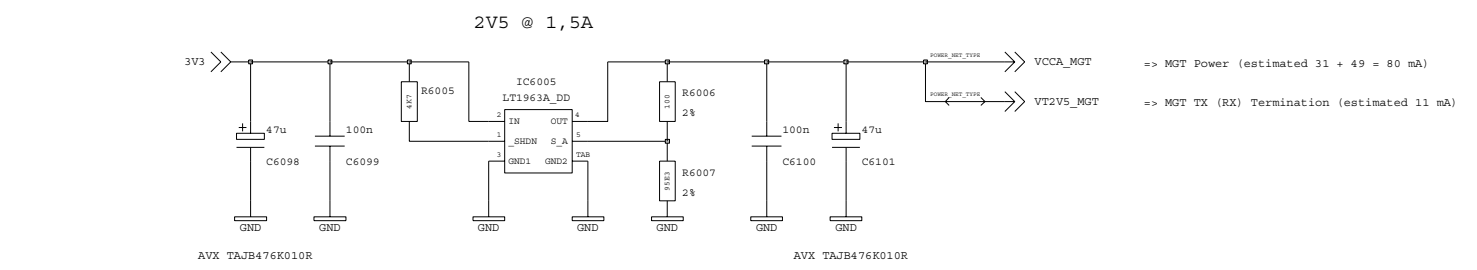 2V5 @ 1,5A
3V3
POWER_NET_TYPE
VCCA_MGT
=> MGT Power (estimated 31 + 49 = 80 mA)
POWER_NET_TYPE
VT2V5_MGT
=> MGT TX (RX) Termination (estimated 11 mA)
4K7
R6005
IC6005
LT1963A_DD
2 IN OUT 4
1 _SHDN S_A 5
3 GND1 GND2 TAB
100
R6006
2%
95E3
R6007
2%
+ 47u
C6098
100n
C6099
100n
C6100
+ 47u
C6101
GND
GND
GND
GND
GND
GND
GND
AVX TAJB476K010R
AVX TAJB476K010R